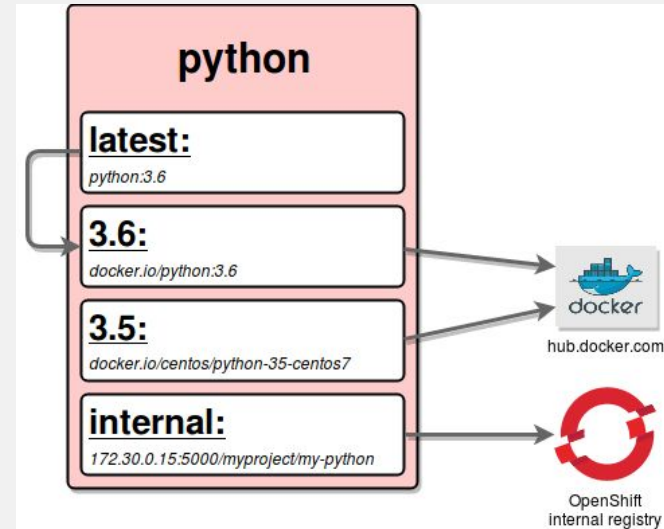 python
latest:
python:3.6
3.6:
docker.io/python:3.6
3.5:
docker.io/centos/python-35-centos7
internal:
172.30.0.15:5000/myproject/my-python
docker
hub.docker.com
OpenShift
internal registry